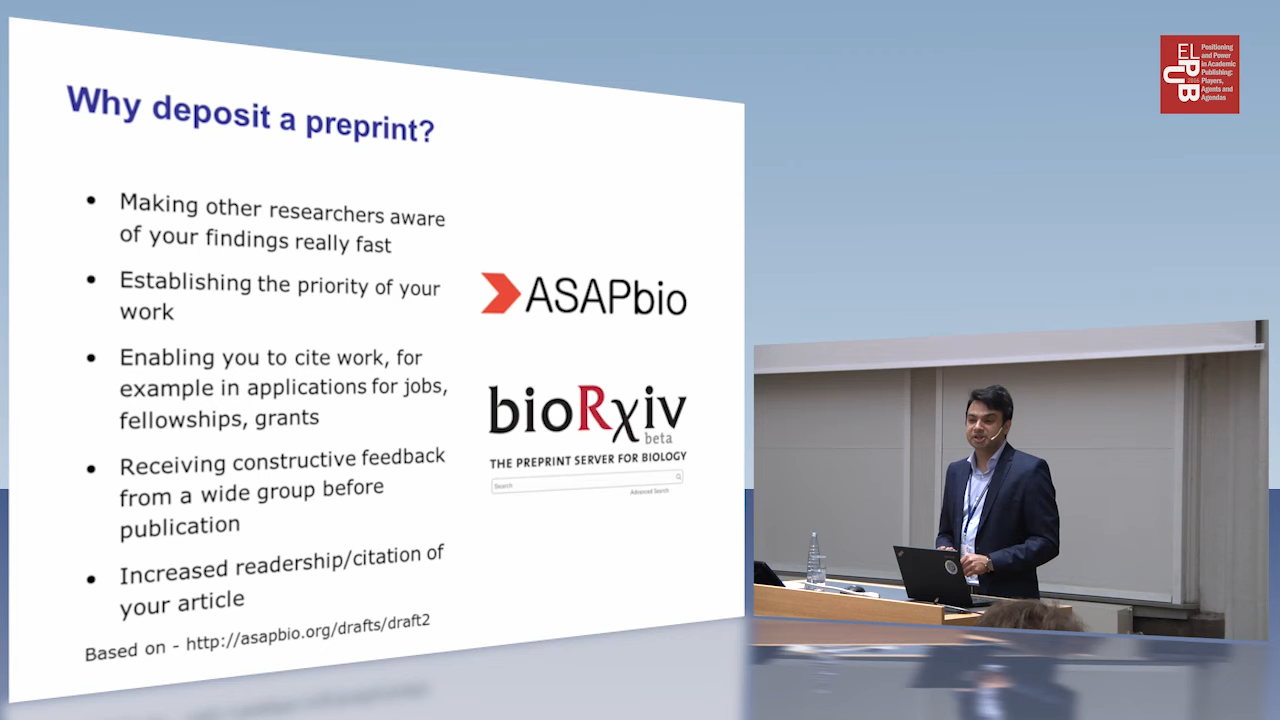 Why deposit a preprint?
Making other researchers aware
of your findings really fast
Establishing the priority of your
work
Enabling you to cite work, for
example in applications for jobs,
fellowships, grants
Receiving constructive feedback
from a wide group before
publication
Increased readership/citation of
your article
Based on - http://asapbio.org/drafts/draft2
ASAPbio
bioRχiv
beta
THE PREPRINT SERVER FOR BIOLOGY
Search
Advanced Search
ELPUB
2016
Positioning
and Power
in Academic
Publishing:
Players,
Agents and
Agendas